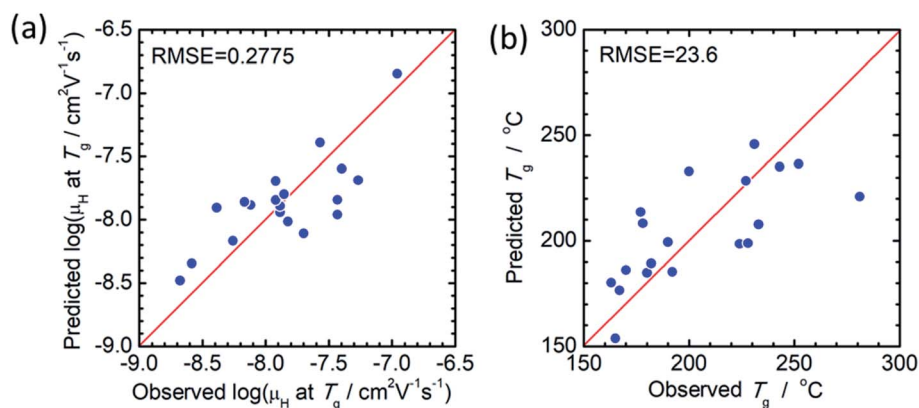 (a)
RMSE=0.2775
Predicted log(μH at Tg / cm²V⁻¹s⁻¹)
-6.5
-7.0
-7.5
-8.0
-8.5
-9.0
-9.0 -8.5 -8.0 -7.5 -7.0 -6.5
Observed log(μH at Tg / cm²V⁻¹s⁻¹)
(b)
RMSE=23.6
Predicted Tg / °C
300
250
200
150
150 200 250 300
Observed Tg / °C